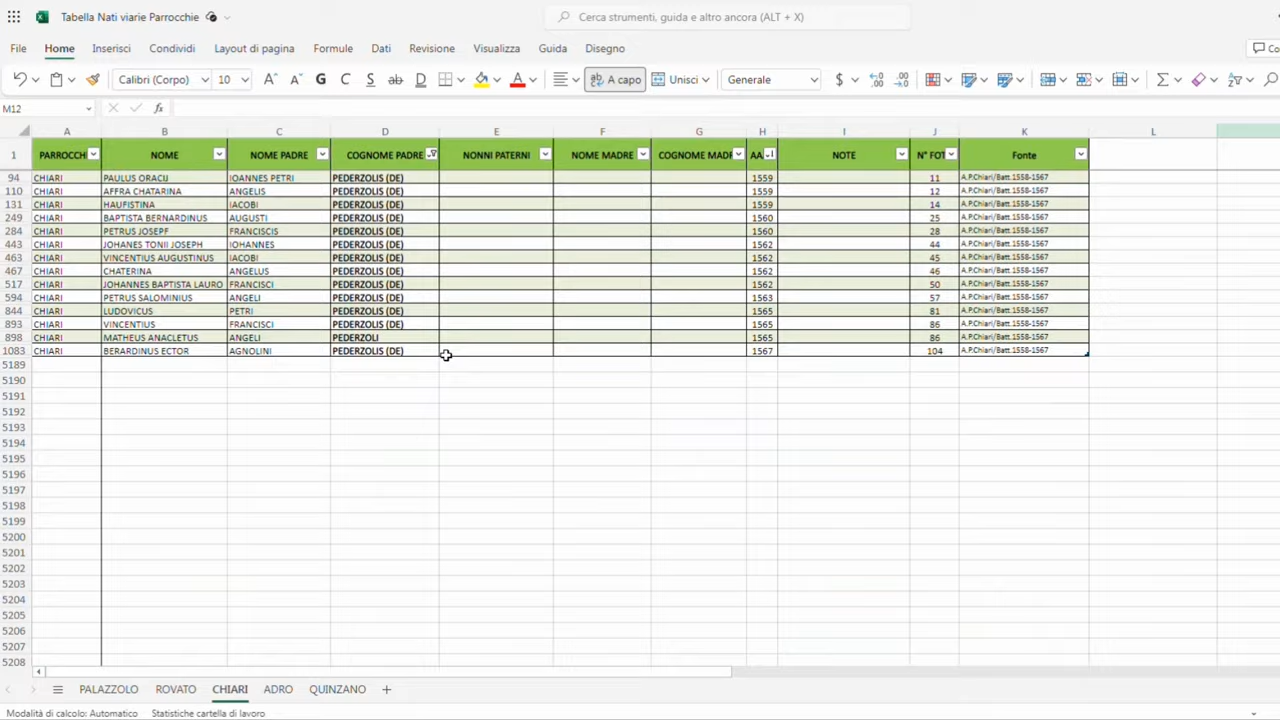 Tabella Nati viarie Parrocchie
Cerca strumenti, guida e altro ancora (ALT + X)
File Home Inserisci Condividi Layout di pagina Formule Dati Revisione Visualizza Guida Disegno Co
Calibri (Corpo) 10 A A G C S ab D A A capo Unisci Generale $
M12 fx
A B C D E F G H I J K L
1 PARROCCH NOME NOME PADRE COGNOME PADRE NONNI PATERNI NOME MADRE COGNOME MADR AA NOTE N° FOT Fonte
94 CHIARI PAULUS ORACIJ IOANNES PETRI PEDERZOLIS (DE) 1559 11 A.P.Chiari/Batt.1558-1567
110 CHIARI AFFRA CHATARINA ANGELIS PEDERZOLIS (DE) 1559 12 A.P.Chiari/Batt.1558-1567
131 CHIARI HAUFISTINA IACOBI PEDERZOLIS (DE) 1559 14 A.P.Chiari/Batt.1558-1567
249 CHIARI BAPTISTA BERNARDINUS AUGUSTI PEDERZOLIS (DE) 1560 25 A.P.Chiari/Batt.1558-1567
284 CHIARI PETRUS JOSEPF FRANCISCIS PEDERZOLIS (DE) 1560 28 A.P.Chiari/Batt.1558-1567
443 CHIARI JOHANES TONII JOSEPH IOHANNES PEDERZOLIS (DE) 1562 44 A.P.Chiari/Batt.1558-1567
463 CHIARI VINCENTIUS AUGUSTINUS IACOBI PEDERZOLIS (DE) 1562 45 A.P.Chiari/Batt.1558-1567
467 CHIARI CHATERINA ANGELUS PEDERZOLIS (DE) 1562 46 A.P.Chiari/Batt.1558-1567
517 CHIARI JOHANNES BAPTISTA LAURO FRANCISCI PEDERZOLIS (DE) 1562 50 A.P.Chiari/Batt.1558-1567
594 CHIARI PETRUS SALOMINIUS ANGELI PEDERZOLIS (DE) 1563 57 A.P.Chiari/Batt.1558-1567
844 CHIARI LUDOVICUS PETRI PEDERZOLIS (DE) 1565 81 A.P.Chiari/Batt.1558-1567
893 CHIARI VINCENTIUS FRANCISCI PEDERZOLIS (DE) 1565 86 A.P.Chiari/Batt.1558-1567
898 CHIARI MATHEUS ANACLETUS ANGELI PEDERZOLI 1565 86 A.P.Chiari/Batt.1558-1567
1083 CHIARI BERARDINUS ECTOR AGNOLINI PEDERZOLIS (DE) 1567 104 A.P.Chiari/Batt.1558-1567
5189
5190
5191
5192
5193
5194
5195
5196
5197
5198
5199
5200
5201
5202
5203
5204
5205
5206
5207
5208
PALAZZOLO ROVATO CHIARI ADRO QUINZANO
Modalità di calcolo: Automatico Statistiche cartella di lavoro